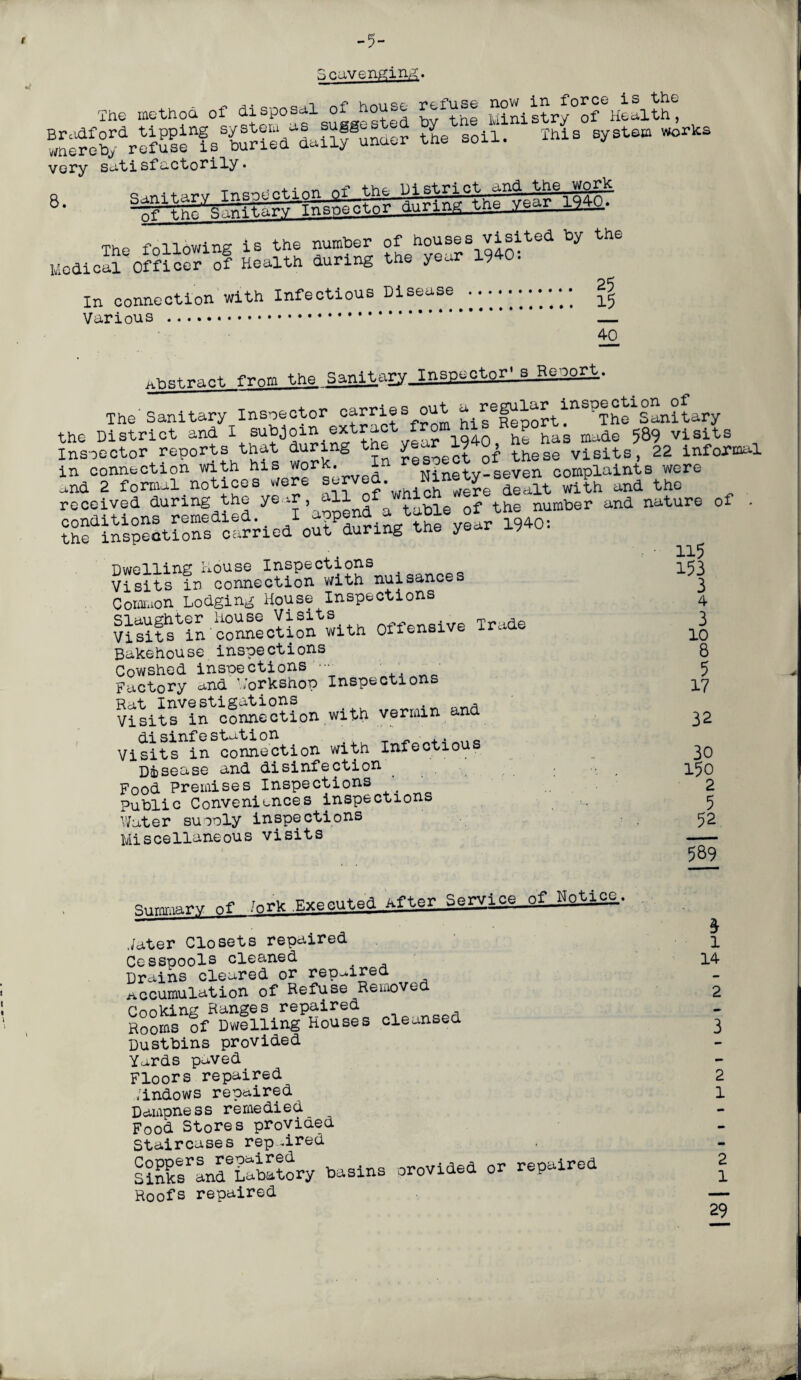 -5-
Scavenging.
The method of disposal of house refuse now in force is the
Bradford tipping system as suggested by the Ministry of Health,
whereby refuse is buried daily under the soil. This system works
very satisfactorily.
8. Sanitary Inspection of the District and the work
of the Sanitary Inspector during the year 1940.
The following is the number of houses visited by the
Medical Officer of Health during the year 1940:
In connection with Infectious Disease ........... 25
Various ........................ 15
40
Abstract from the Sanitary Inspector's Report.
The Sanitary Inspector carries out a regular inspection of
the District and I subjoin extract from his Report. The Sanitary
Inspector reports that during the year 1940, he has made 589 visits
in connection with his work. In respect of these visits, 22 informal
and 2 formal notices were served. Ninety-seven complaints were
received during the year, all of which were dealt with and the
conditions remedied. I append a table of the number and nature of
the inspections carried out during the year 1940:
Dwelling House Inspections 115
Visits in connection with nuisances 153
Common Lodging House Inspections 3
Slaughter House Visits 4
Visits in connection with Offensive Trade 3
Bakehouse inspections 10
Cowshed inspections 8
Factory and Workshop Inspections 5
Rat Investigations 17
Visits in connection with vermin and
disinfestation 32
Visits in connection with Infectious
Disease and disinfection 30
Food Premises Inspections 150
Public Conveniences inspections 2
Water supply inspections 5
Miscellaneous visits 52
589
Summary of Work Executed After Service of Notice.
Water Closets repaired 3
Cesspools cleaned 1
Drains cleared or repaired 14
Accumulation of Refuse Removed -
Cooking Ranges repaired 2
Rooms of Dwelling Houses cleansed -
Dustbins provided 3
Yards paved -
Floors repaired -
Windows repaired 2
Dampness remedied 1
Food Stores provided -
Staircases repaired -
Coppers repaired -
Sinks and Labatory basins provided or repaired 2
Roofs repaired 1
29